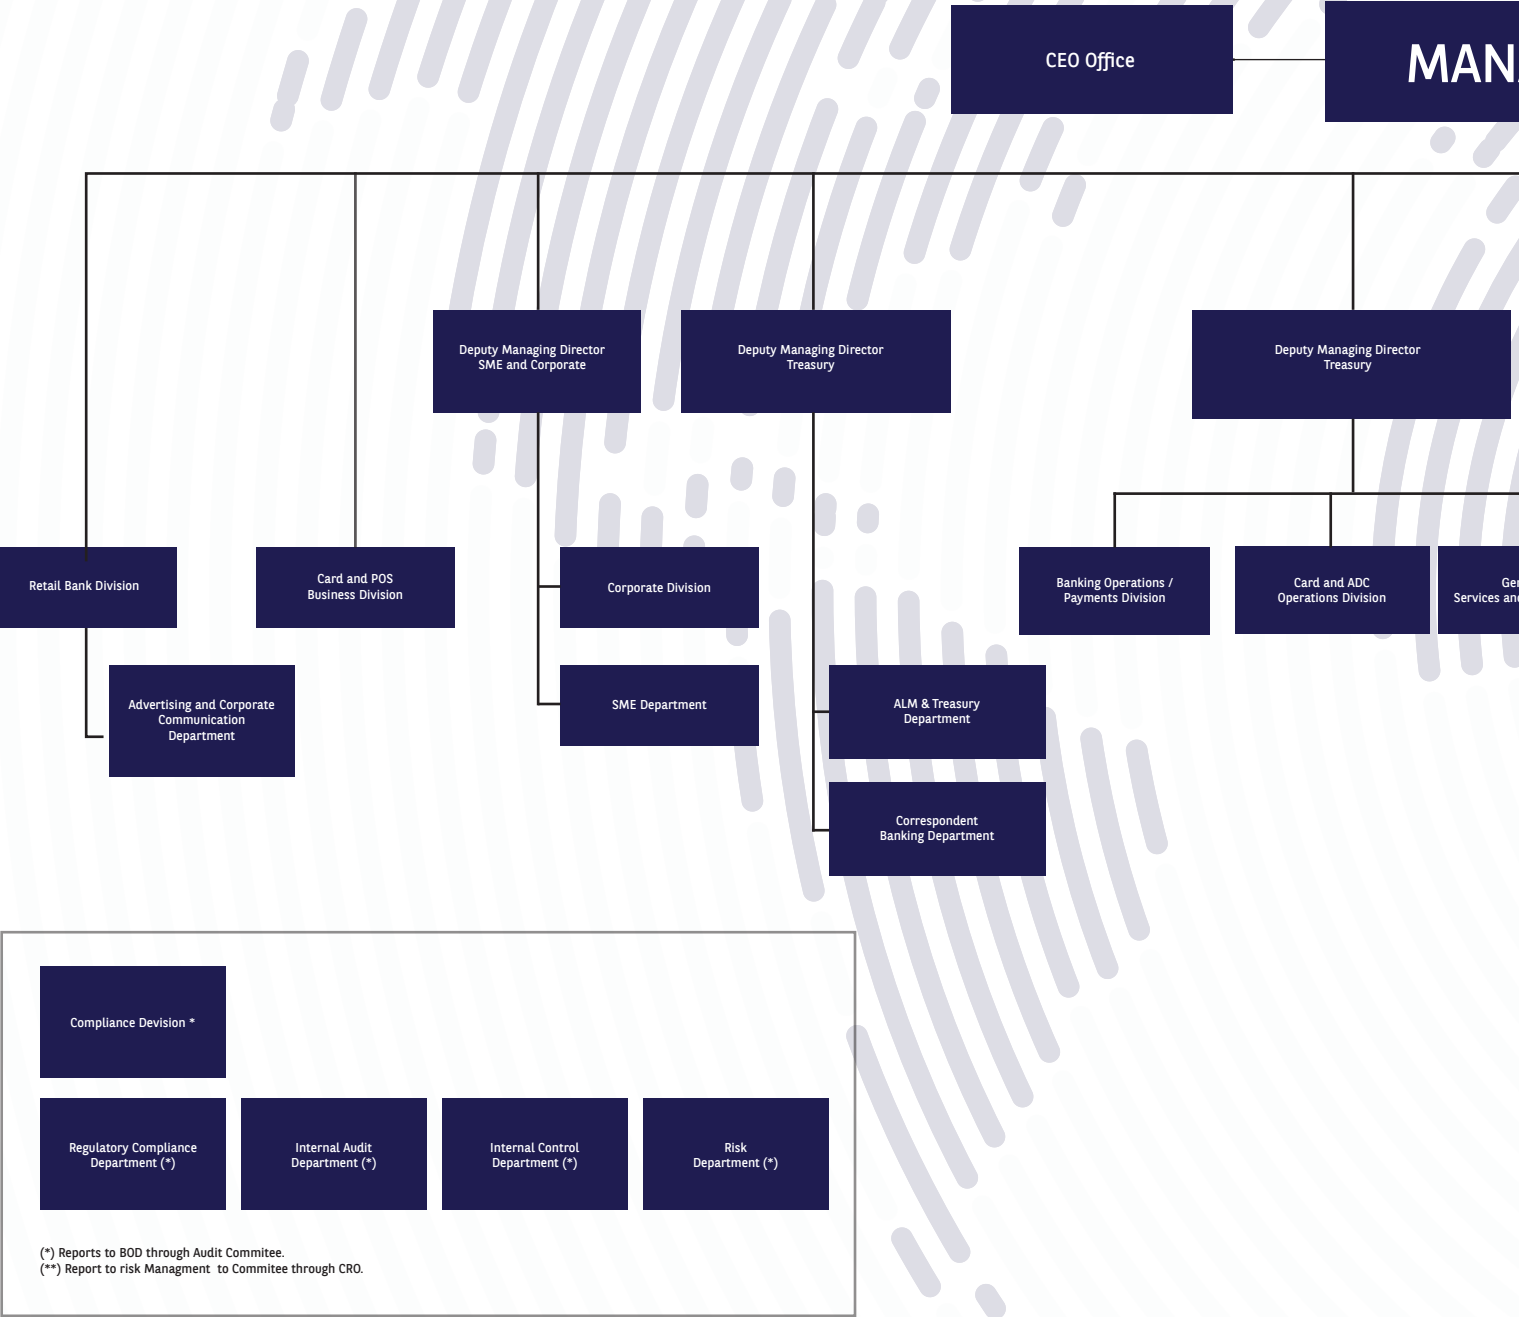 CEO Office
MAN
Deputy Managing Director
SME and Corporate
Deputy Managing Director
Treasury
Deputy Managing Director
Treasury
Retail Bank Division
Card and POS
Business Division
Corporate Division
Banking Operations /
Payments Division
Card and ADC
Operations Division
Ge
Services an
Advertising and Corporate
Communication
Department
SME Department
ALM & Treasury
Department
Correspondent
Banking Department
Compliance Devision *
Regulatory Compliance
Department (*)
Internal Audit
Department (*)
Internal Control
Department (*)
Risk
Department (*)
(*) Reports to BOD through Audit Commitee.
(**) Report to risk Managment to Commitee through CRO.